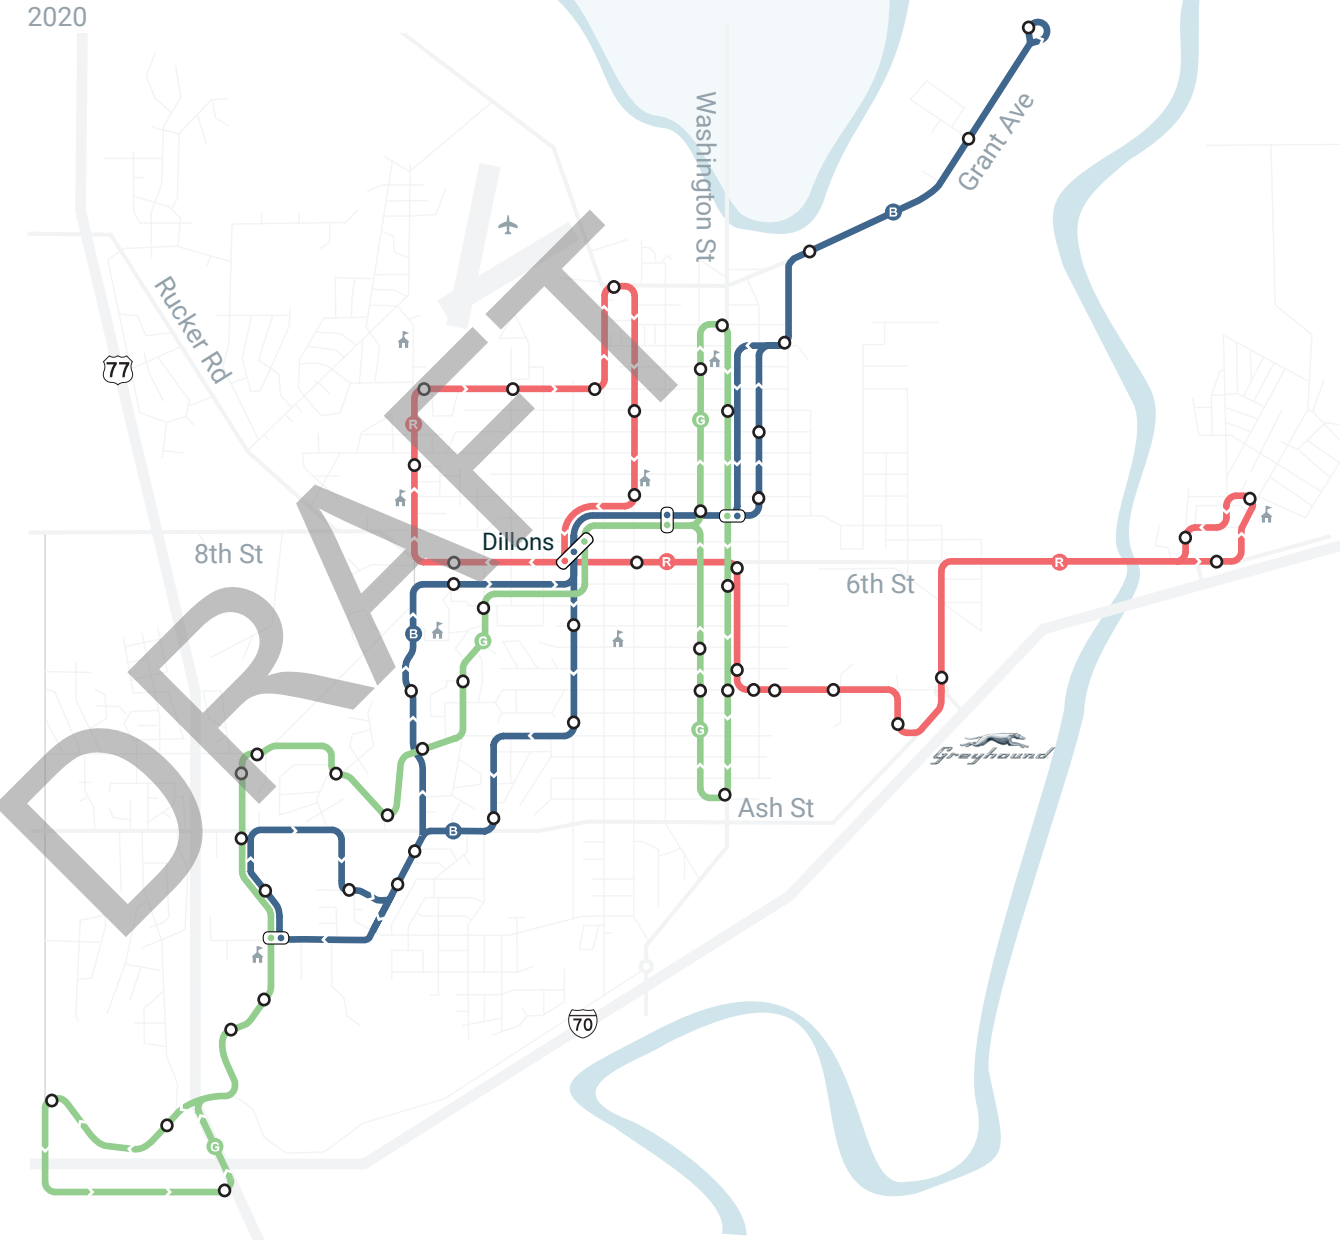 2020
Washington St
Grant Ave
B
Rucker Rd
77
G
R
Dillons
8th St
R
R
6th St
B
G
G
Greyhound
Ash St
B
70
G
DRAFT